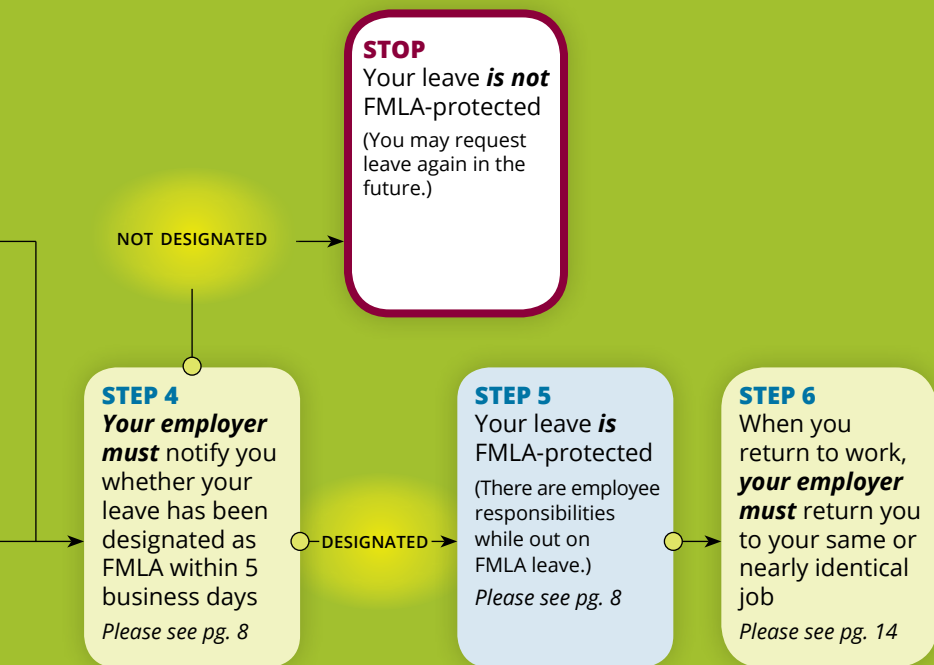 STOP
Your leave is not
FMLA-protected
(You may request
leave again in the
future.)
NOT DESIGNATED
STEP 4
Your employer
must notify you
whether your
leave has been
designated as
FMLA within 5
business days
Please see pg. 8
DESIGNATED
STEP 5
Your leave is
FMLA-protected
(There are employee
responsibilities
while out on
FMLA leave.)
Please see pg. 8
STEP 6
When you
return to work,
your employer
must return you
to your same or
nearly identical
job
Please see pg. 14